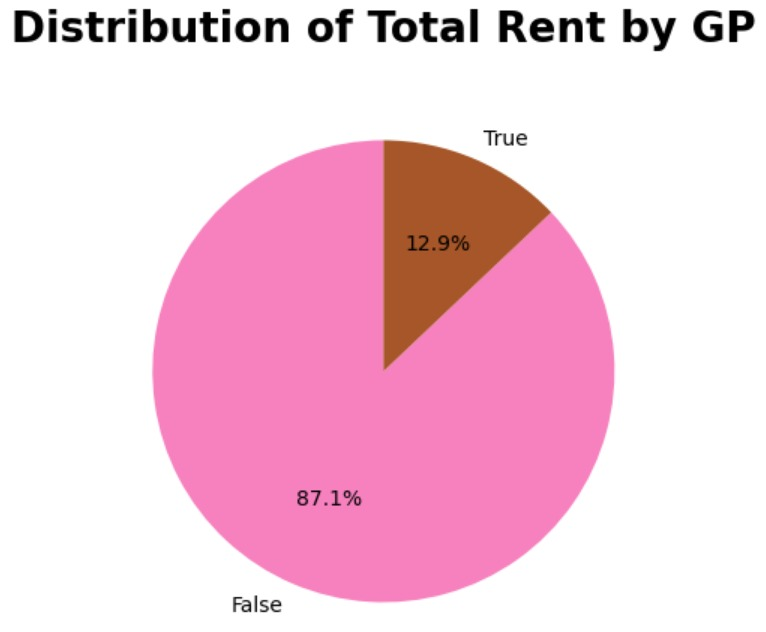 Distribution of Total Rent by GP
True
12.9%
87.1%
False